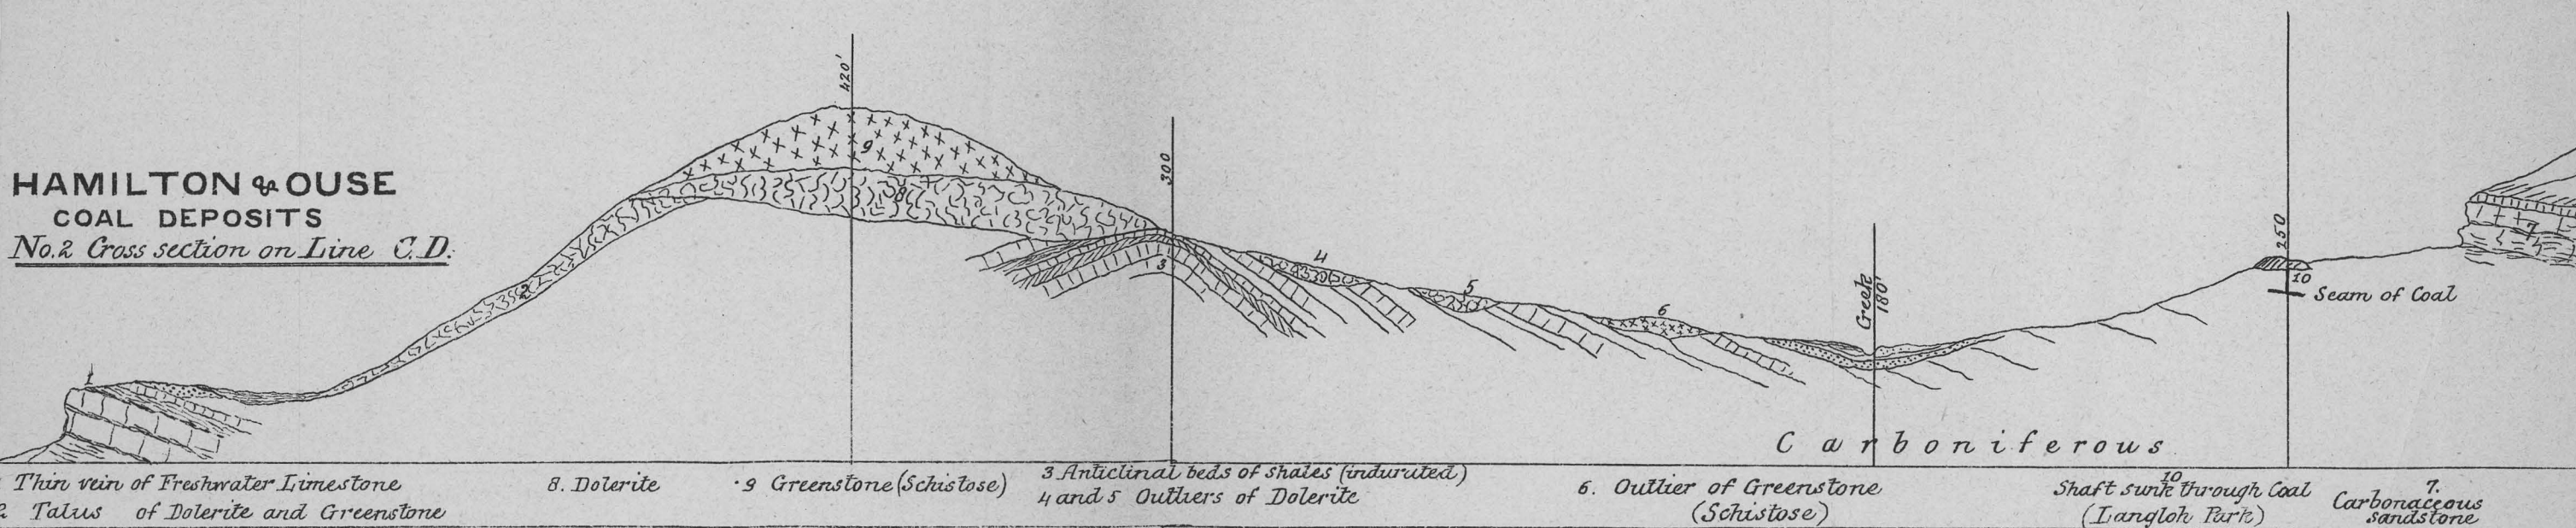 HAMILTON & OUSE
COAL DEPOSITS
No. 2 Cross section on Line C.D.
420'
300
Creek
180'
250
1
2
9
8
3
4
5
6
10
7
Seam of Coal
Carboniferous
Thin vein of Freshwater Limestone
2 Talus of Dolerite and Greenstone
8. Dolerite
9 Greenstone (Schistose)
3 Anticlinal beds of shales (indurated)
4 and 5 Outliers of Dolerite
6. Outlier of Greenstone
(Schistose)
10
Shaft sunk through Coal
(Langloh Park)
7.
Carbonaceous
sandstone